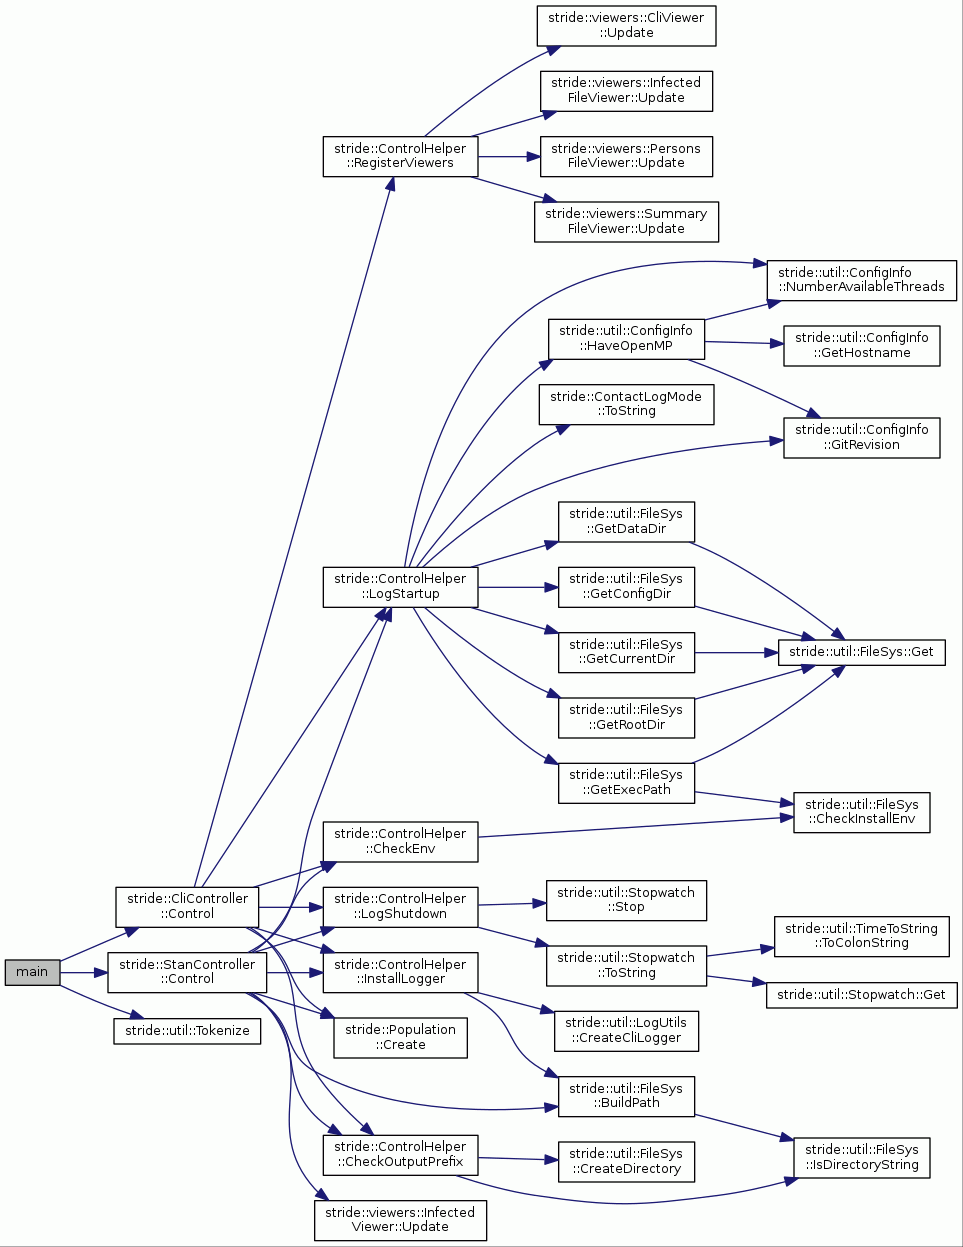 stride::viewers::CliViewer
::Update
stride::viewers::Infected
FileViewer::Update
stride::ControlHelper
::RegisterViewers
stride::viewers::Persons
FileViewer::Update
stride::viewers::Summary
FileViewer::Update
stride::util::ConfigInfo
::NumberAvailableThreads
stride::util::ConfigInfo
::HaveOpenMP
stride::util::ConfigInfo
::GetHostname
stride::ContactLogMode
::ToString
stride::util::ConfigInfo
::GitRevision
stride::util::FileSys
::GetDataDir
stride::ControlHelper
::LogStartup
stride::util::FileSys
::GetConfigDir
stride::util::FileSys
::GetCurrentDir
stride::util::FileSys::Get
stride::util::FileSys
::GetRootDir
stride::util::FileSys
::GetExecPath
stride::util::FileSys
::CheckInstallEnv
stride::ControlHelper
::CheckEnv
stride::CliController
::Control
stride::ControlHelper
::LogShutdown
stride::util::Stopwatch
::Stop
stride::util::TimeToString
::ToColonString
main
stride::StanController
::Control
stride::ControlHelper
::InstallLogger
stride::util::Stopwatch
::ToString
stride::util::Stopwatch::Get
stride::util::Tokenize
stride::Population
::Create
stride::util::LogUtils
::CreateCliLogger
stride::util::FileSys
::BuildPath
stride::ControlHelper
::CheckOutputPrefix
stride::util::FileSys
::CreateDirectory
stride::util::FileSys
::IsDirectoryString
stride::viewers::Infected
Viewer::Update